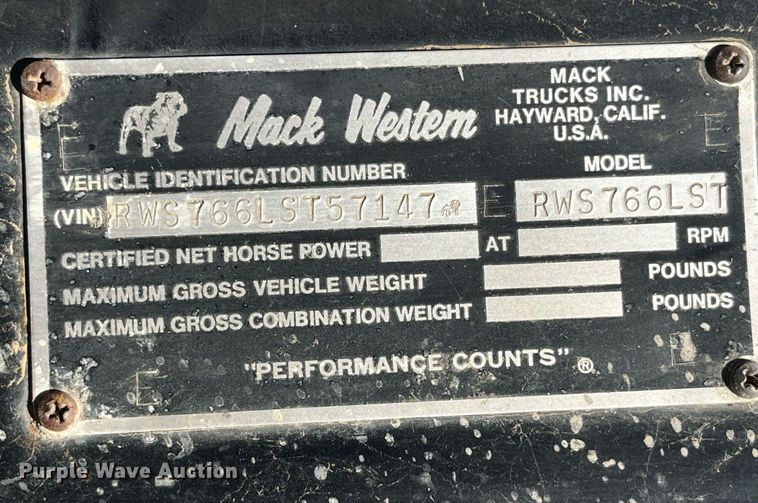 Mack Western
MACK
TRUCKS INC.
HAYWARD, CALIF.
U.S.A.
VEHICLE IDENTIFICATION NUMBER
MODEL
(VIN) RWS766LST57147
RWS766LST
CERTIFIED NET HORSE POWER AT RPM
MAXIMUM GROSS VEHICLE WEIGHT POUNDS
MAXIMUM GROSS COMBINATION WEIGHT POUNDS
"PERFORMANCE COUNTS"®
E
E
E
E
E
Purple Wave Auction